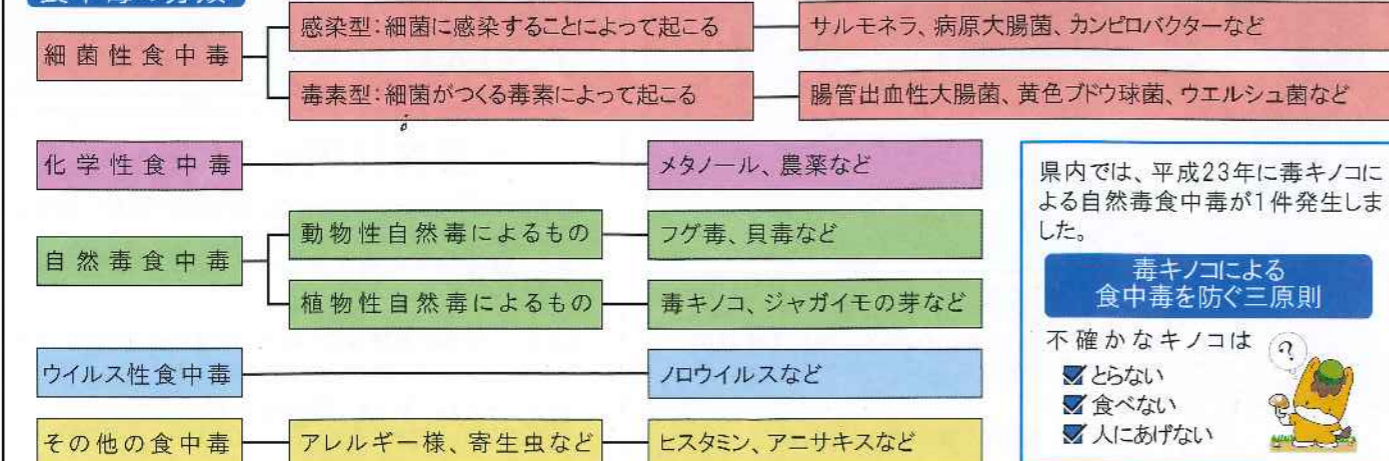 細菌性食中毒
感染型：細菌に感染することによって起こる
サルモネラ、病原大腸菌、カンピロバクターなど
毒素型：細菌がつくる毒素によって起こる
腸管出血性大腸菌、黄色ブドウ球菌、ウエルシュ菌など
化学性食中毒
メタノール、農薬など
自然毒食中毒
動物性自然毒によるもの
フグ毒、貝毒など
植物性自然毒によるもの
毒キノコ、ジャガイモの芽など
ウイルス性食中毒
ノロウイルスなど
その他の食中毒
アレルギー様、寄生虫など
ヒスタミン、アニサキスなど
県内では、平成23年に毒キノコに
よる自然毒食中毒が1件発生しま
した。
毒キノコによる
食中毒を防ぐ三原則
不確かなキノコは
とらない
食べない
人にあげない
?